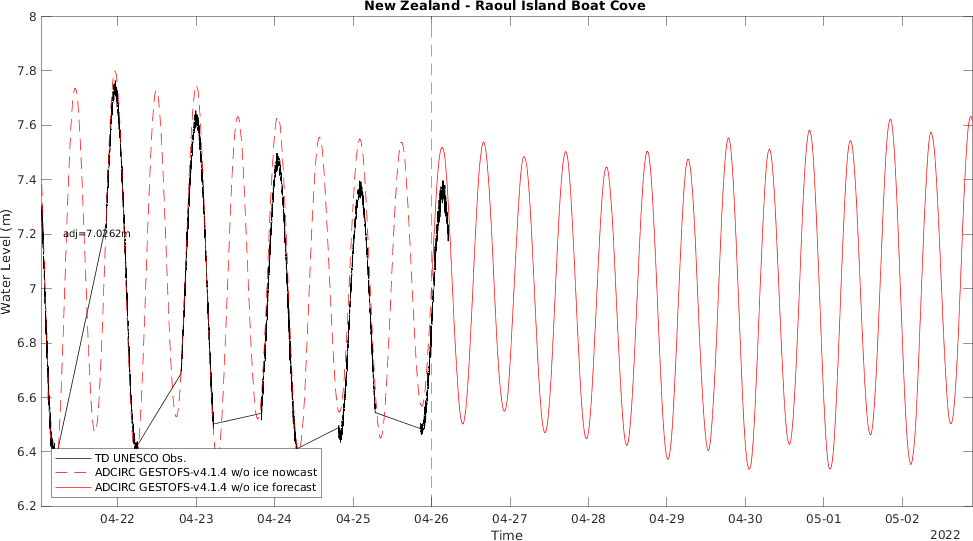 New Zealand - Raoul Island Boat Cove
8
7.8
7.6
7.4
7.2
7
6.8
6.6
6.4
6.2
Water Level (m)
adj=7.0262m
TD UNESCO Obs.
ADCIRC GESTOFS-v4.1.4 w/o ice nowcast
ADCIRC GESTOFS-v4.1.4 w/o ice forecast
04-22 04-23 04-24 04-25 04-26 04-27 04-28 04-29 04-30 05-01 05-02
Time
2022